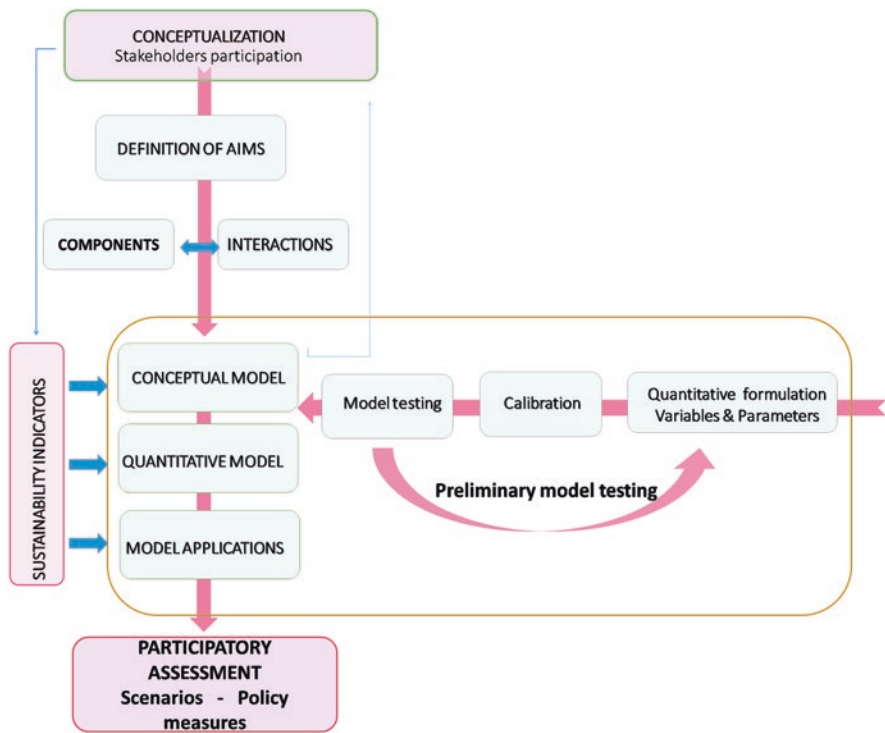 CONCEPTUALIZATION
Stakeholders participation
DEFINITION OF AIMS
COMPONENTS
INTERACTIONS
SUSTAINABILITY INDICATORS
CONCEPTUAL MODEL
Model testing
Calibration
Quantitative formulation
Variables & Parameters
QUANTITATIVE MODEL
Preliminary model testing
MODEL APPLICATIONS
PARTICIPATORY
ASSESSMENT
Scenarios - Policy
measures